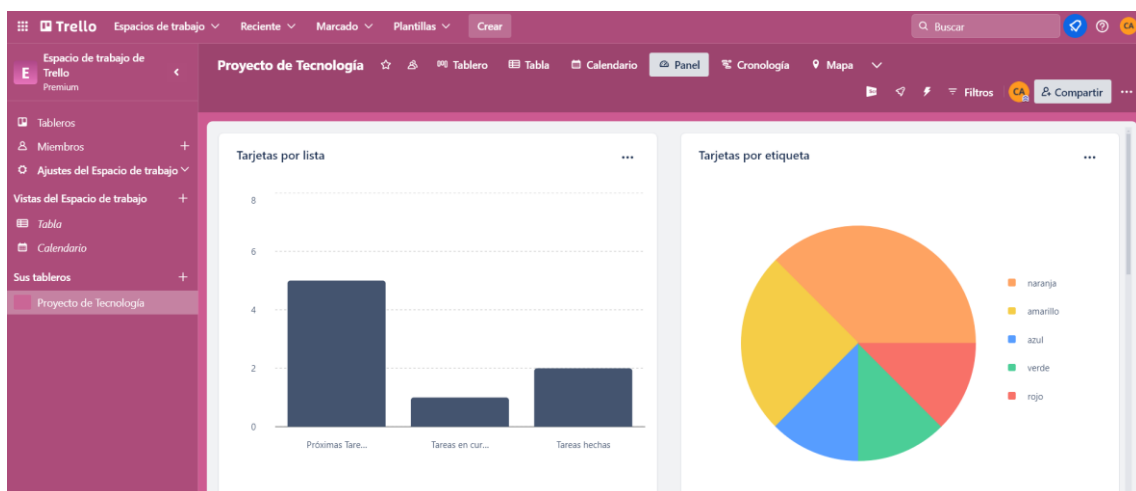 Trello Espacios de trabajo Reciente Marcado Plantillas Crear Buscar CA
E Espacio de trabajo de
Trello
Premium
Tableros
Miembros
Ajustes del Espacio de trabajo
Vistas del Espacio de trabajo
Tabla
Calendario
Sus tableros
Proyecto de Tecnología
Proyecto de Tecnología Tablero Tabla Calendario Panel Cronología Mapa
Filtros CA Compartir
Tarjetas por lista
8
6
4
2
0
Próximas Tare... Tareas en cur... Tareas hechas
Tarjetas por etiqueta
naranja
amarillo
azul
verde
rojo